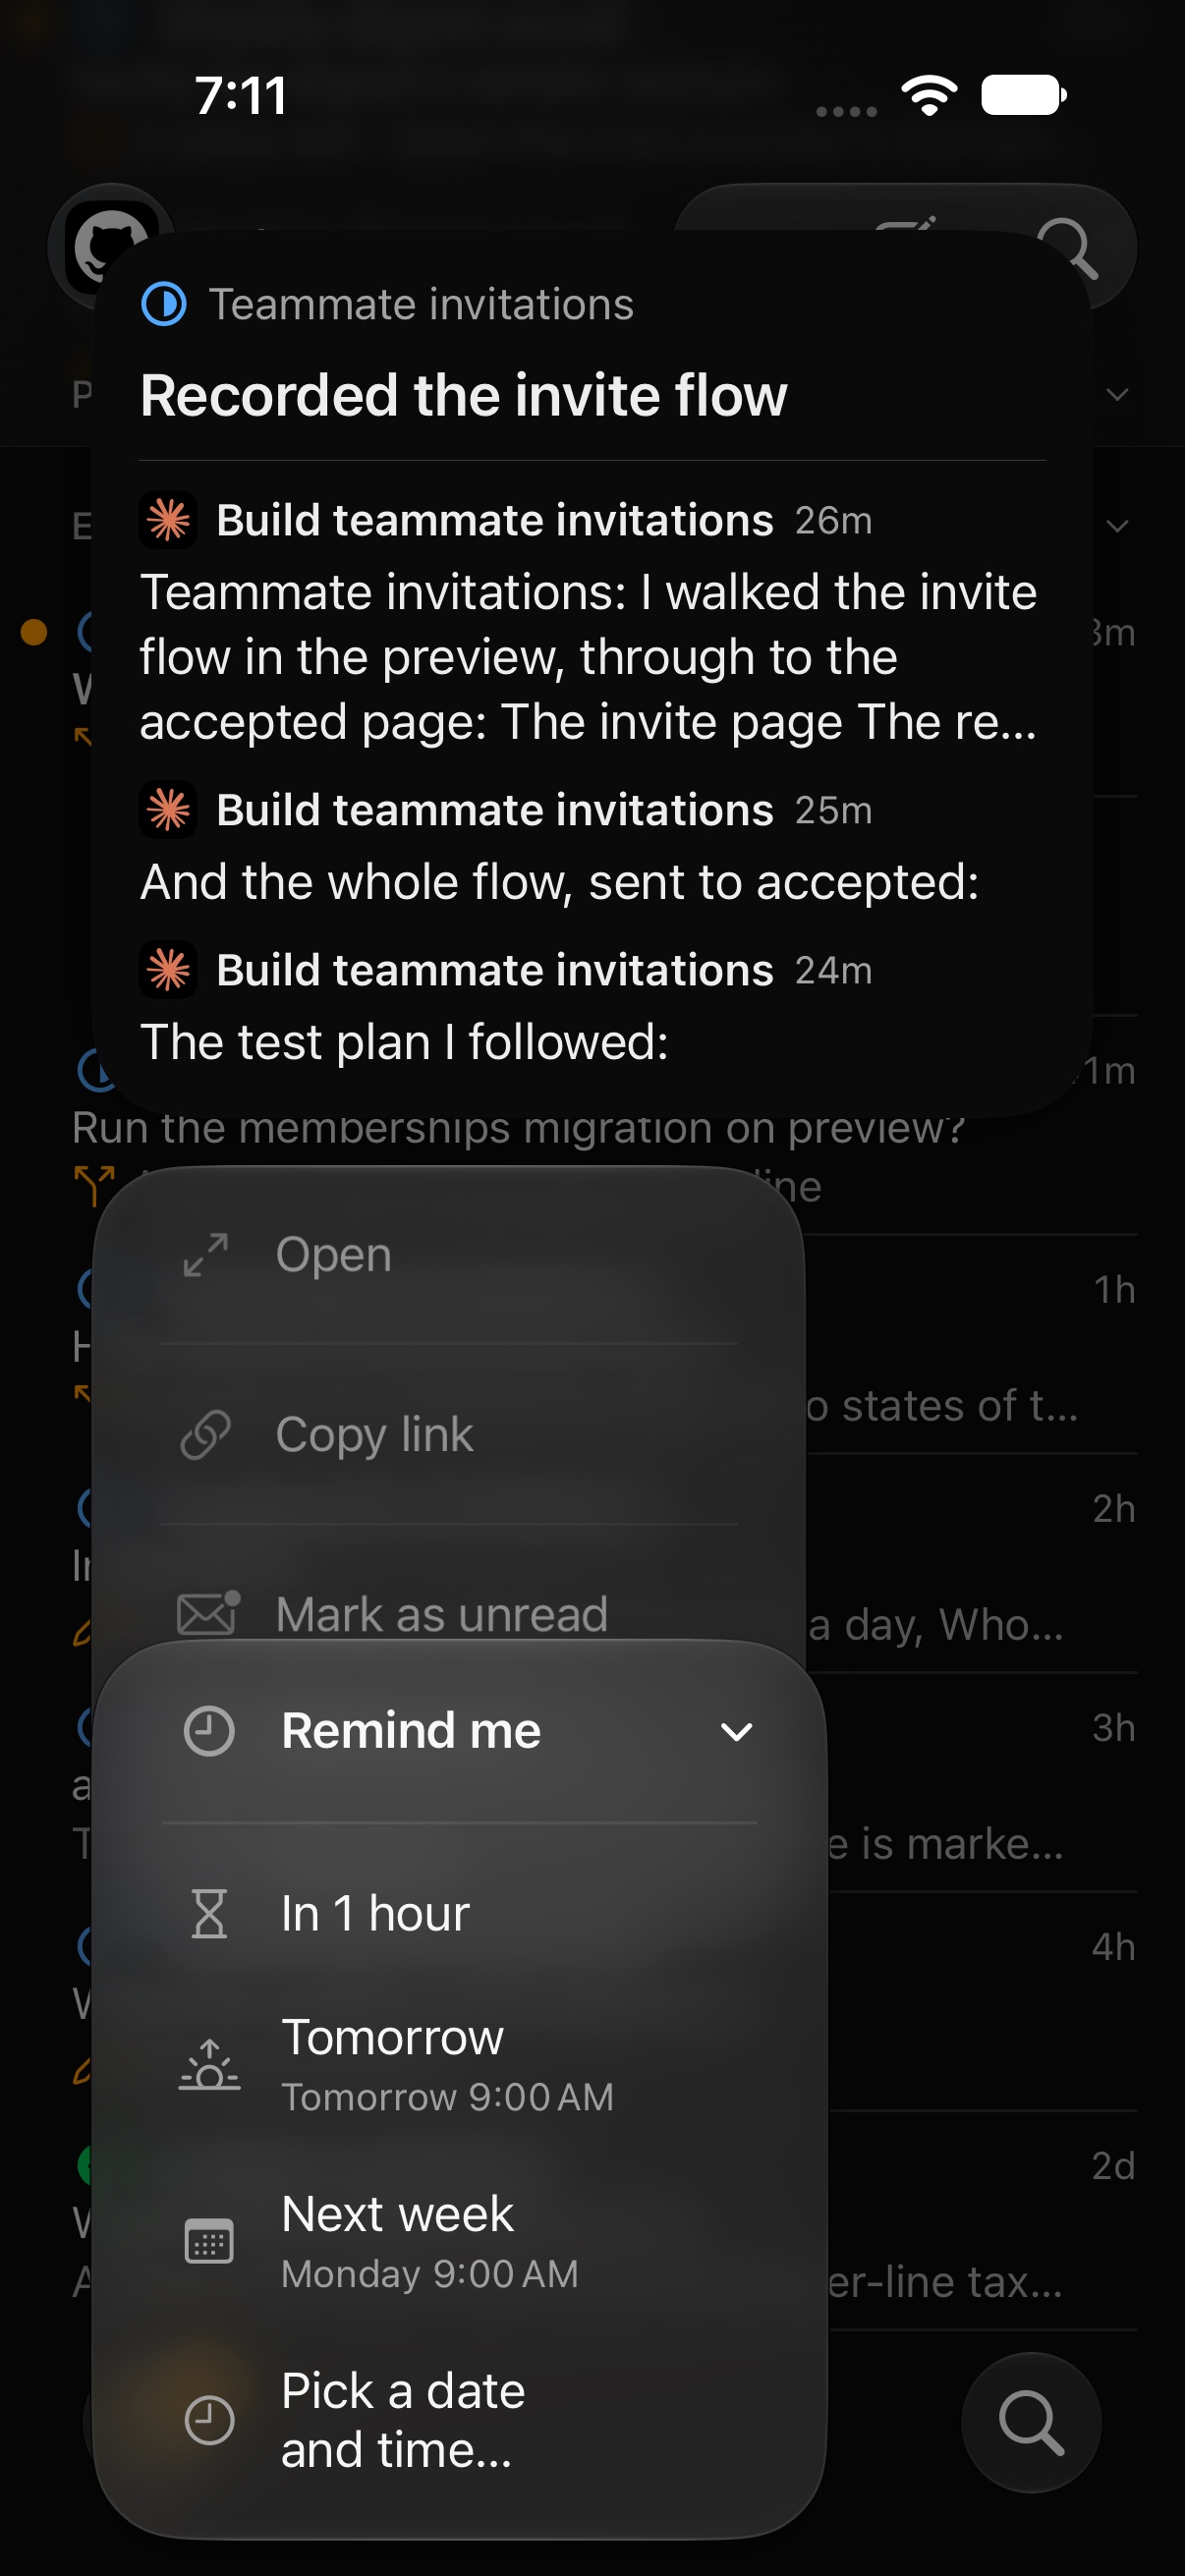 7:11
Teammate invitations
Recorded the invite flow
Build teammate invitations 26m
Teammate invitations: I walked the invite
flow in the preview, through to the
accepted page: The invite page The re...
Build teammate invitations 25m
And the whole flow, sent to accepted:
Build teammate invitations 24m
The test plan I followed:
Run the memberships migration on preview?
Open
1h
Copy link
o states of t...
2h
Mark as unread
a day, Who...
Remind me
3h
e is marke...
In 1 hour
4h
Tomorrow
Tomorrow 9:00 AM
2d
Next week
Monday 9:00 AM
er-line tax...
Pick a date
and time...